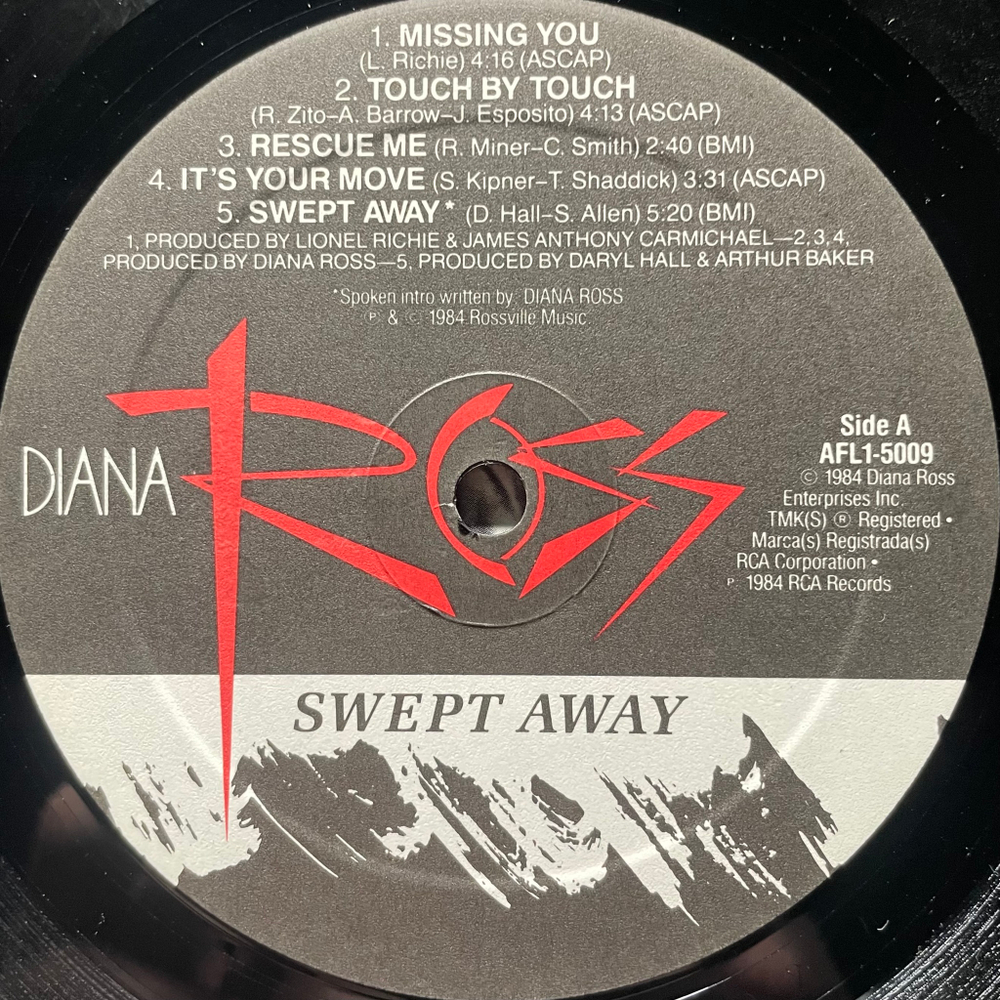 1. MISSING YOU
(L. Richie) 4:16 (ASCAP)
2. TOUCH BY TOUCH
(R. Zito–A. Barrow–J. Esposito) 4:13 (ASCAP)
3. RESCUE ME (R. Miner–C. Smith) 2:40 (BMI)
4. IT'S YOUR MOVE (S. Kipner–T. Shaddick) 3:31 (ASCAP)
5. SWEPT AWAY* (D. Hall–S. Allen) 5:20 (BMI)
1, PRODUCED BY LIONEL RICHIE & JAMES ANTHONY CARMICHAEL—2, 3, 4,
PRODUCED BY DIANA ROSS—5, PRODUCED BY DARYL HALL & ARTHUR BAKER
*Spoken intro written by: DIANA ROSS
℗ & © 1984 Rossville Music.
DIANA ROSS
Side A
AFL1-5009
© 1984 Diana Ross
Enterprises Inc.
TMK(S) ® Registered •
Marca(s) Registrada(s)
RCA Corporation •
℗ 1984 RCA Records
SWEPT AWAY